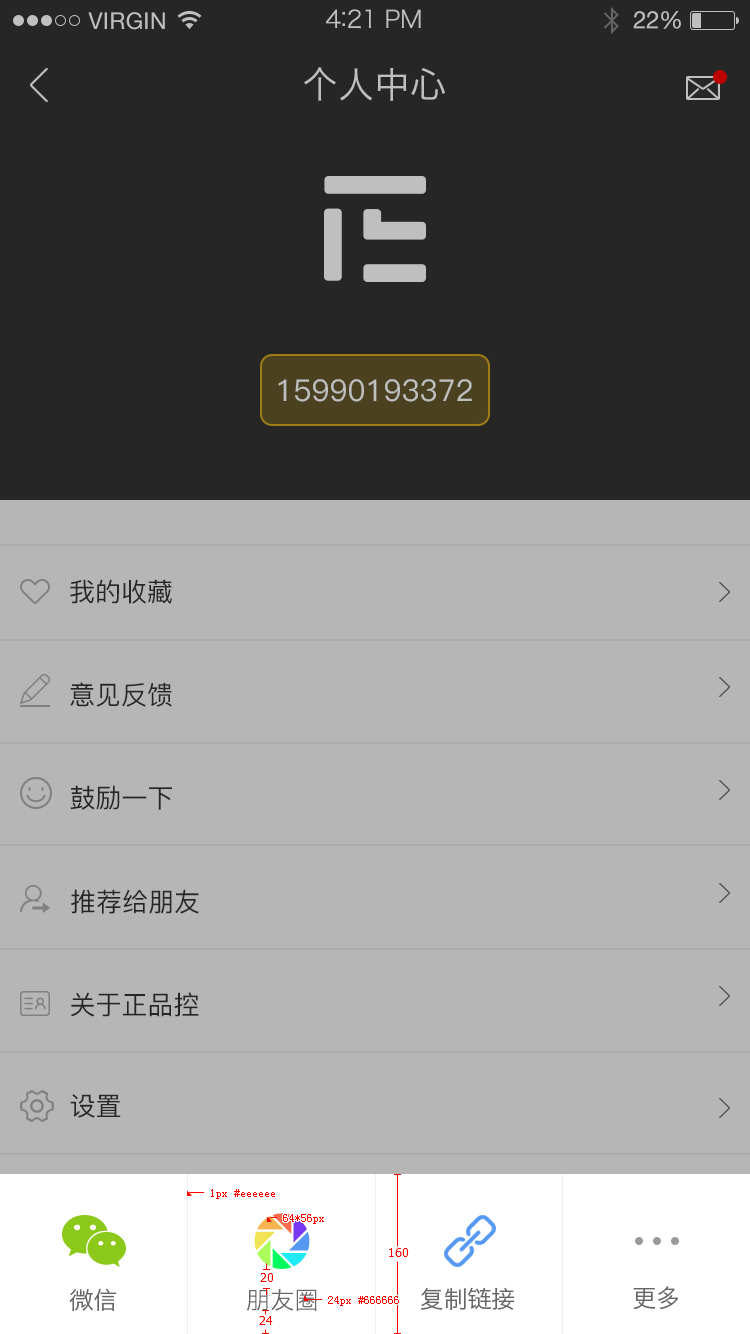 VIRGIN 4:21 PM 22%
个人中心
15990193372
我的收藏
意见反馈
鼓励一下
推荐给朋友
关于正品控
设置
1px #eeeeee
64*56px
160
20
微信 朋友圈 24px #666666 复制链接 更多
24